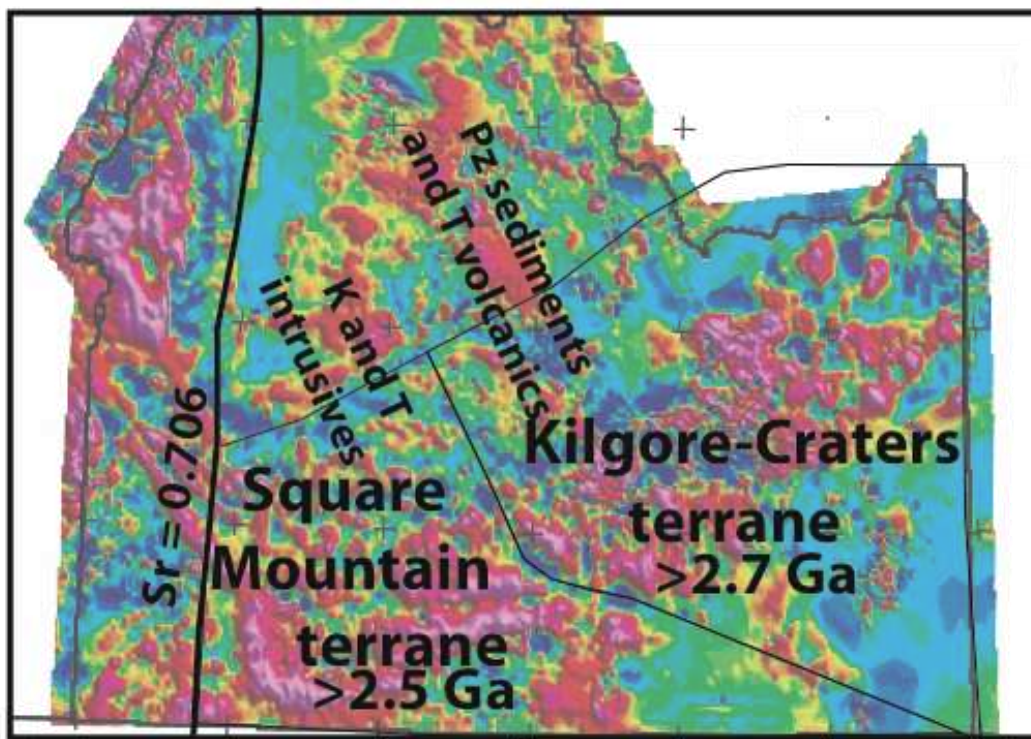 Pz sediments
and T volcanics
K and T
intrusives
Sr = 0.706
Square
Mountain
terrane
>2.5 Ga
Kilgore-Craters
terrane
>2.7 Ga